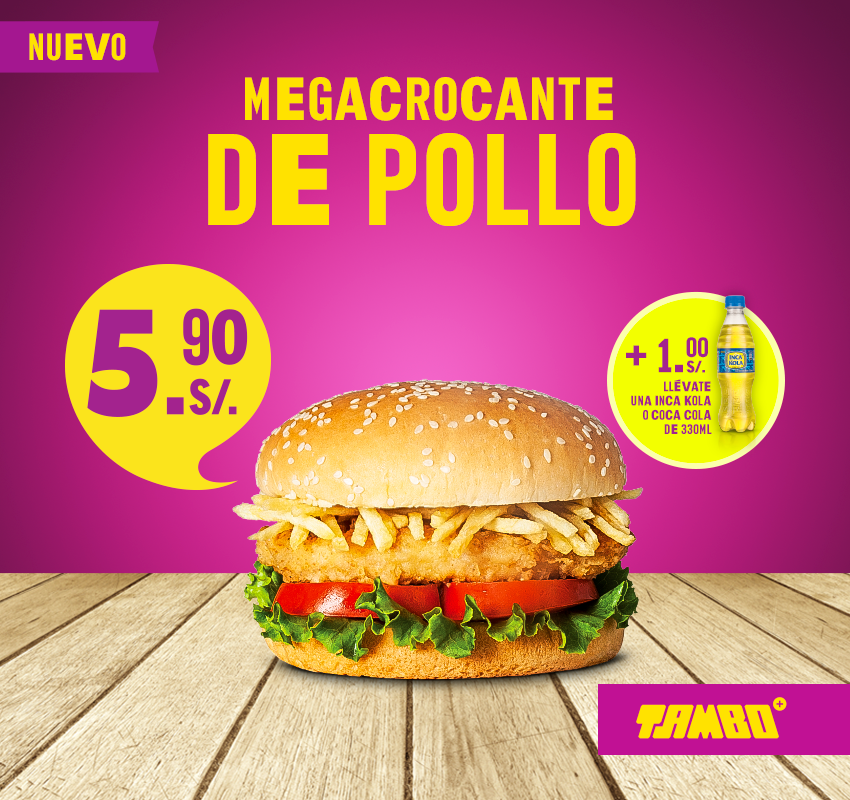 NUEVO
MEGACROCANTE
DE POLLO
5.90
S/.
+ 1.00
S/.
INCA
KOLA
LLÉVATE
UNA INCA KOLA
O COCA COLA
DE 330ML
TAMBO+